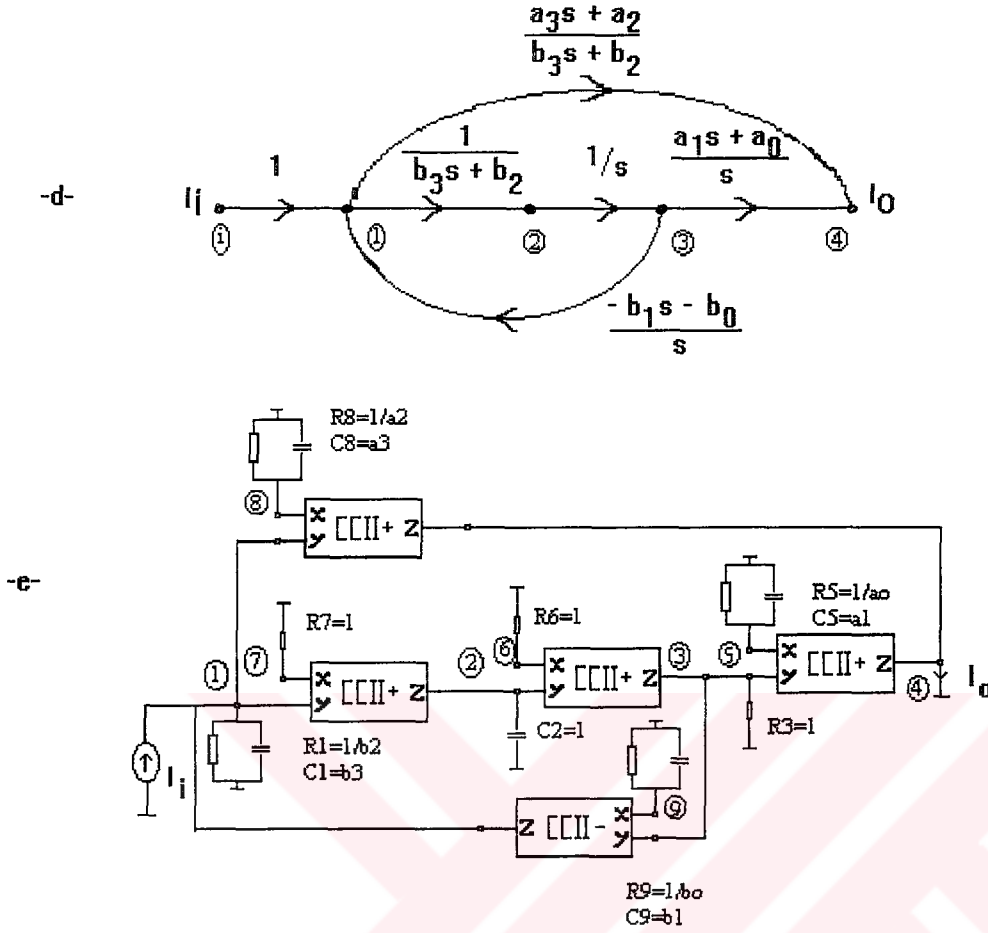 a₃s + a₂
b₃s + b₂
1
1
b₃s + b₂
1/s
a₁s + a₀
s
-d-
Iᵢ
I₀
ⓘ
①
②
③
④
- b₁s - b₀
s
R8=1/a2
C8=a3
⑧
X
Y
CCII+
Z
-e-
R7=1
R6=1
R5=1/ao
C5=a1
①
⑦
X
Y
CCII+
Z
②
⑥
X
Y
CCII+
Z
③
⑤
X
Y
CCII+
Z
④
Io
R1=1/b2
C1=b3
C2=1
R3=1
Iᵢ
Z
CCII-
X
Y
⑨
R9=1/bo
C9=b1